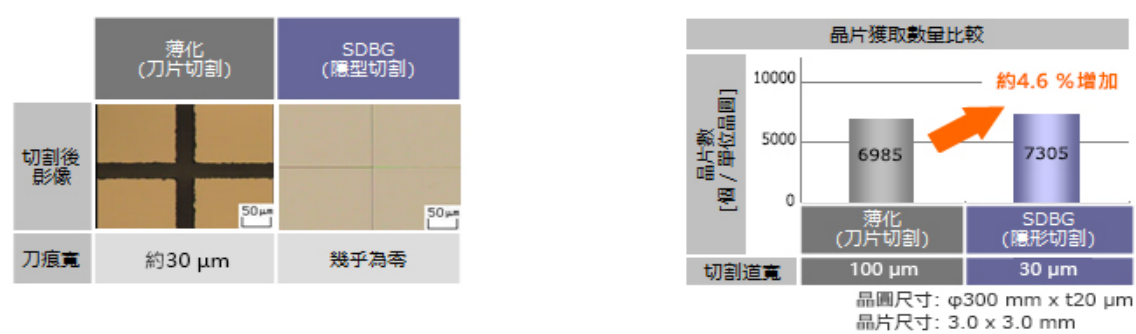 薄化
(刀片切割)
SDBG
(隱型切割)
切割後
影像
50μm
50μm
刀痕寬
約30 μm
幾乎為零
晶片獲取數量比較
晶片數
[個 / 單位晶圓]
10000
5000
0
約4.6 %增加
6985
7305
薄化
(刀片切割)
SDBG
(隱形切割)
切割道寬
100 μm
30 μm
晶圓尺寸: φ300 mm x t20 μm
晶片尺寸: 3.0 x 3.0 mm